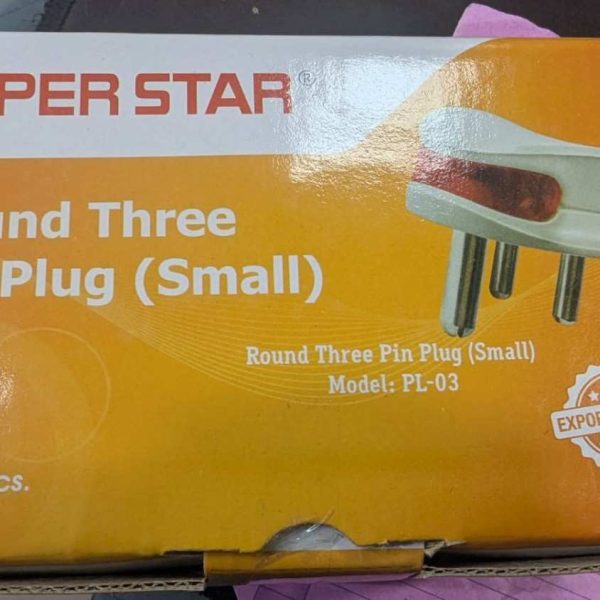 PER STAR®
und Three
Plug (Small)
Round Three Pin Plug (Small)
Model: PL-03
EXPOR
cs.